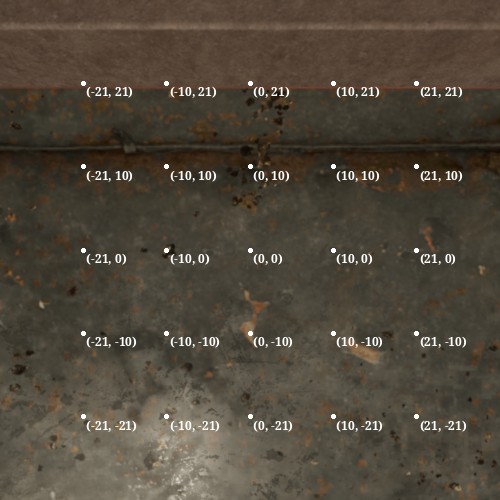 (-21, 21) (-10, 21) (0, 21) (10, 21) (21, 21)
(-21, 10) (-10, 10) (0, 10) (10, 10) (21, 10)
(-21, 0) (-10, 0) (0, 0) (10, 0) (21, 0)
(-21, -10) (-10, -10) (0, -10) (10, -10) (21, -10)
(-21, -21) (-10, -21) (0, -21) (10, -21) (21, -21)